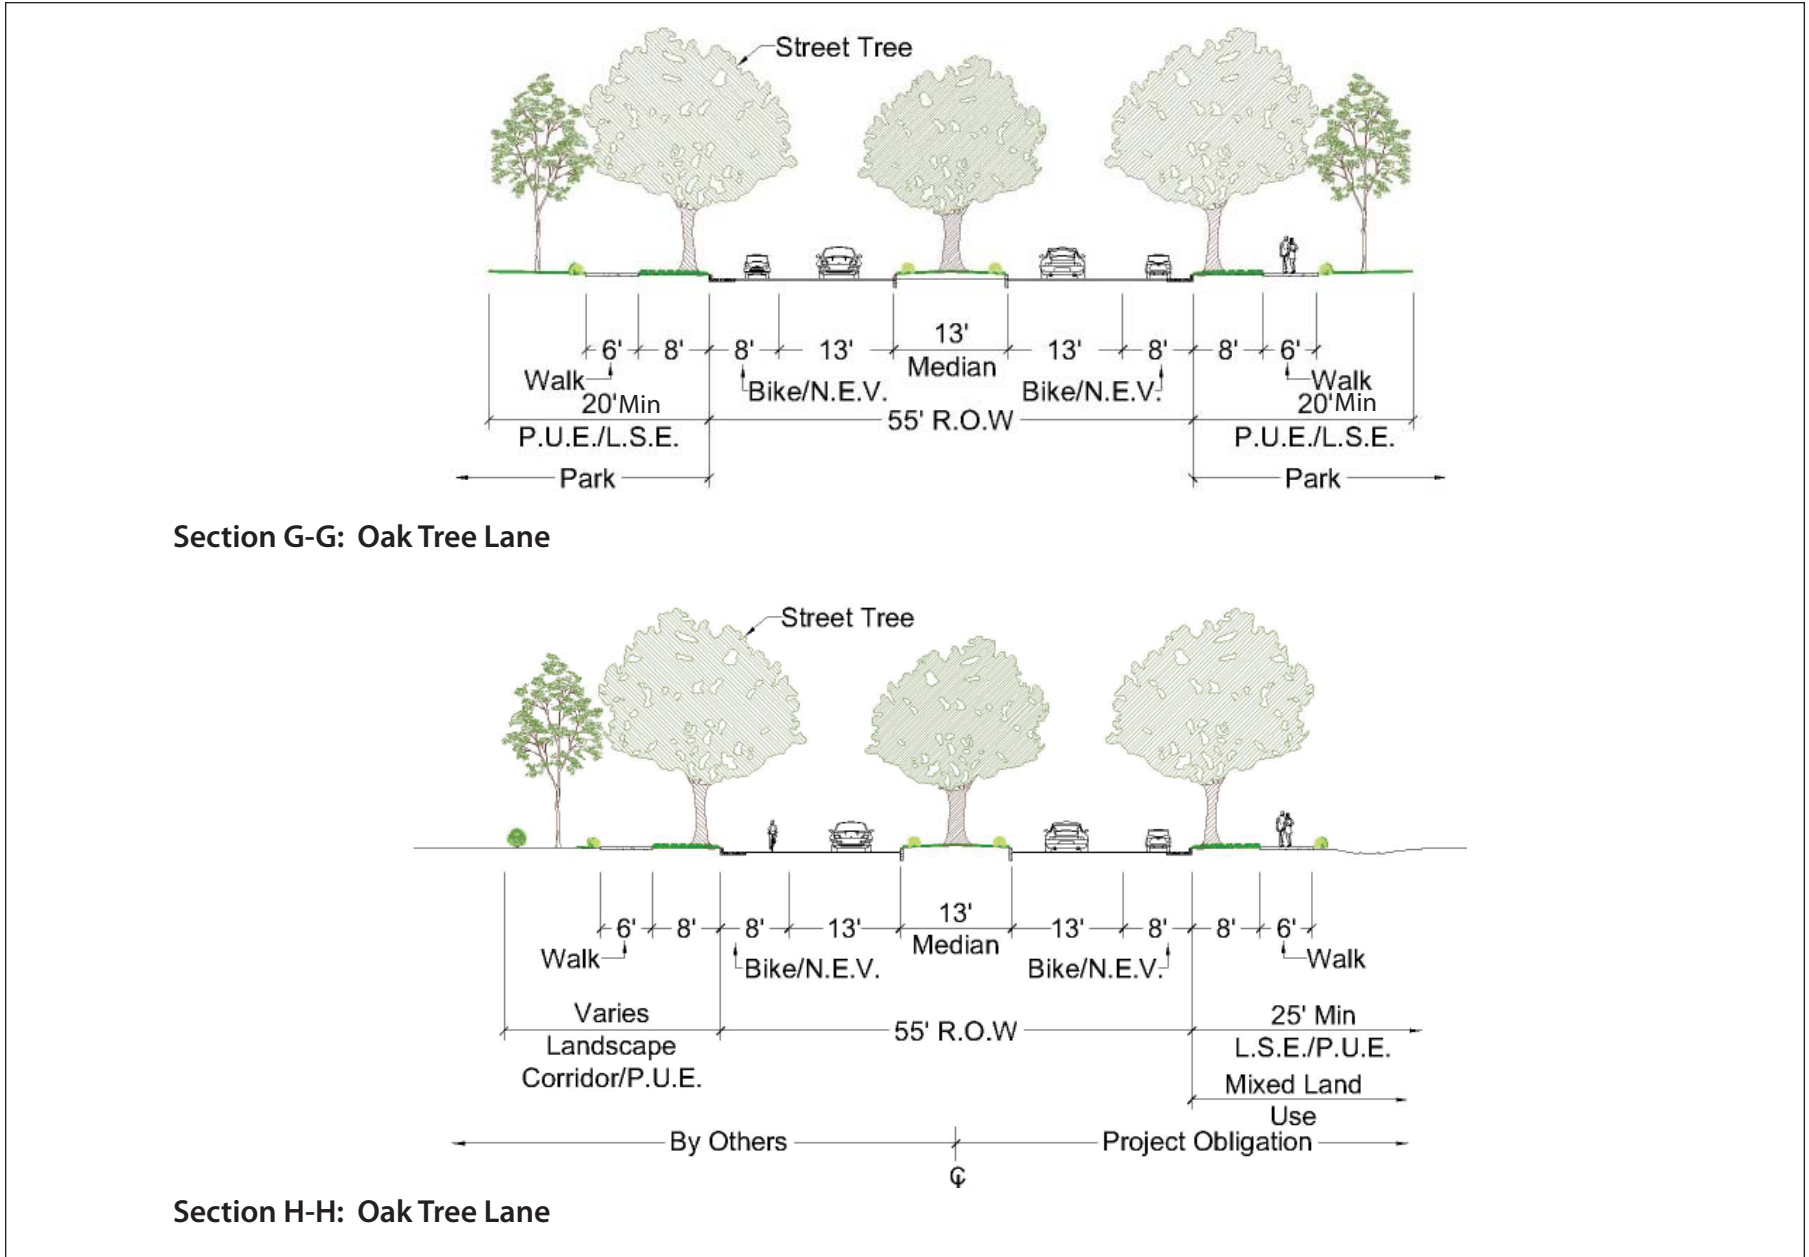 Street Tree
13'
6' 8' 8' 13' 13' 8' 8' 6'
Median
Walk Bike/N.E.V. Bike/N.E.V. Walk
20'Min 20'Min
55' R.O.W
P.U.E./L.S.E. P.U.E./L.S.E.
Park Park
Section G-G: Oak Tree Lane
Street Tree
13'
6' 8' 8' 13' 13' 8' 8' 6'
Median
Walk Bike/N.E.V. Bike/N.E.V. Walk
Varies 25' Min
55' R.O.W
Landscape L.S.E./P.U.E.
Corridor/P.U.E. Mixed Land
Use
By Others Project Obligation
℄
Section H-H: Oak Tree Lane